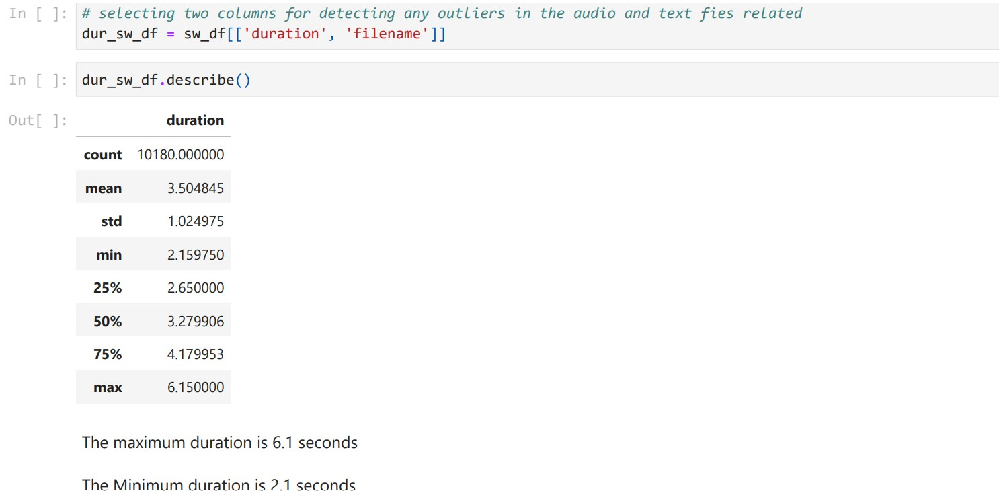 In [ ]: # selecting two columns for detecting any outliers in the audio and text fies related
dur_sw_df = sw_df[['duration', 'filename']]
In [ ]: dur_sw_df.describe()
Out[ ]: duration
count 10180.000000
mean 3.504845
std 1.024975
min 2.159750
25% 2.650000
50% 3.279906
75% 4.179953
max 6.150000
The maximum duration is 6.1 seconds
The Minimum duration is 2.1 seconds